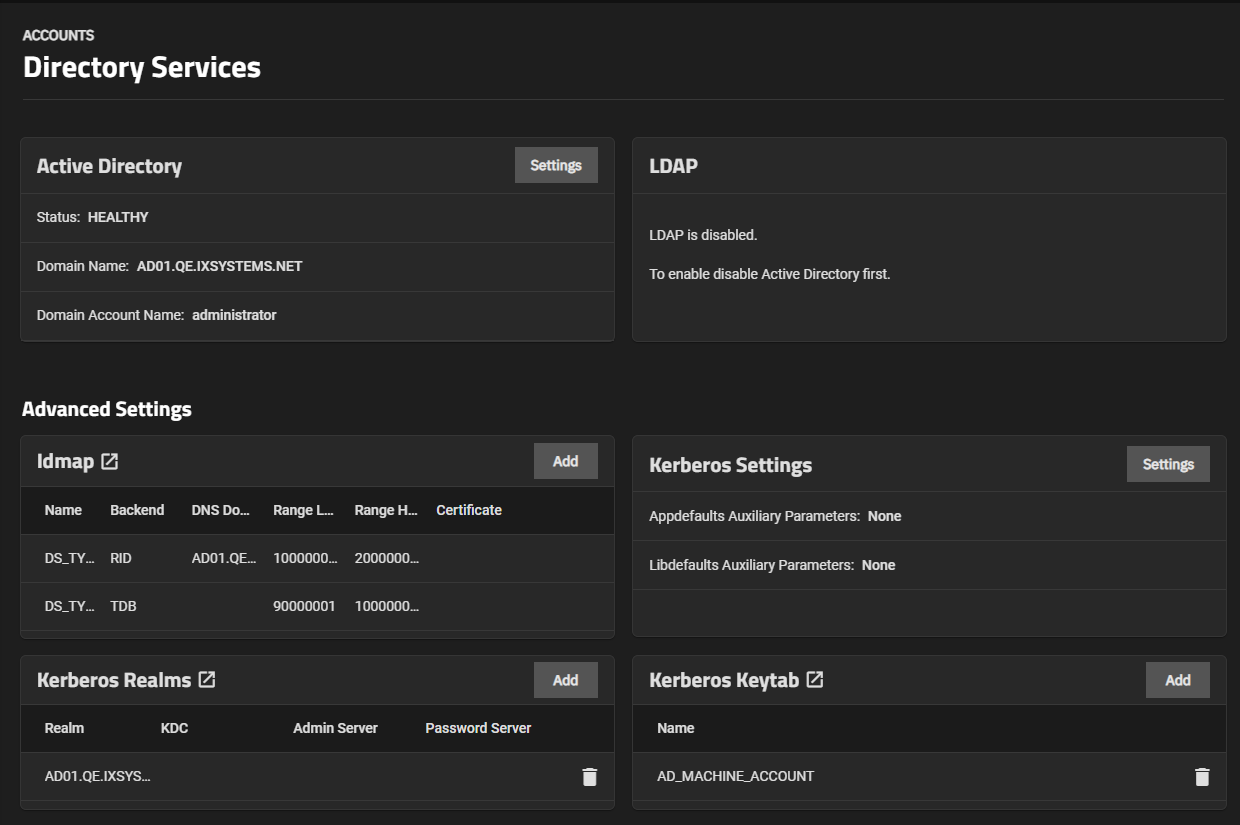 ACCOUNTS
Directory Services
Active Directory
Settings
Status: HEALTHY
Domain Name: AD01.QE.IXSYSTEMS.NET
Domain Account Name: administrator
LDAP
LDAP is disabled.
To enable disable Active Directory first.
Advanced Settings
Idmap
Add
Name Backend DNS Do... Range L... Range H... Certificate
DS_TY... RID AD01.QE... 1000000... 2000000...
DS_TY... TDB 90000001 1000000...
Kerberos Settings
Settings
Appdefaults Auxiliary Parameters: None
Libdefaults Auxiliary Parameters: None
Kerberos Realms
Add
Realm KDC Admin Server Password Server
AD01.QE.IXSYS...
Kerberos Keytab
Add
Name
AD_MACHINE_ACCOUNT